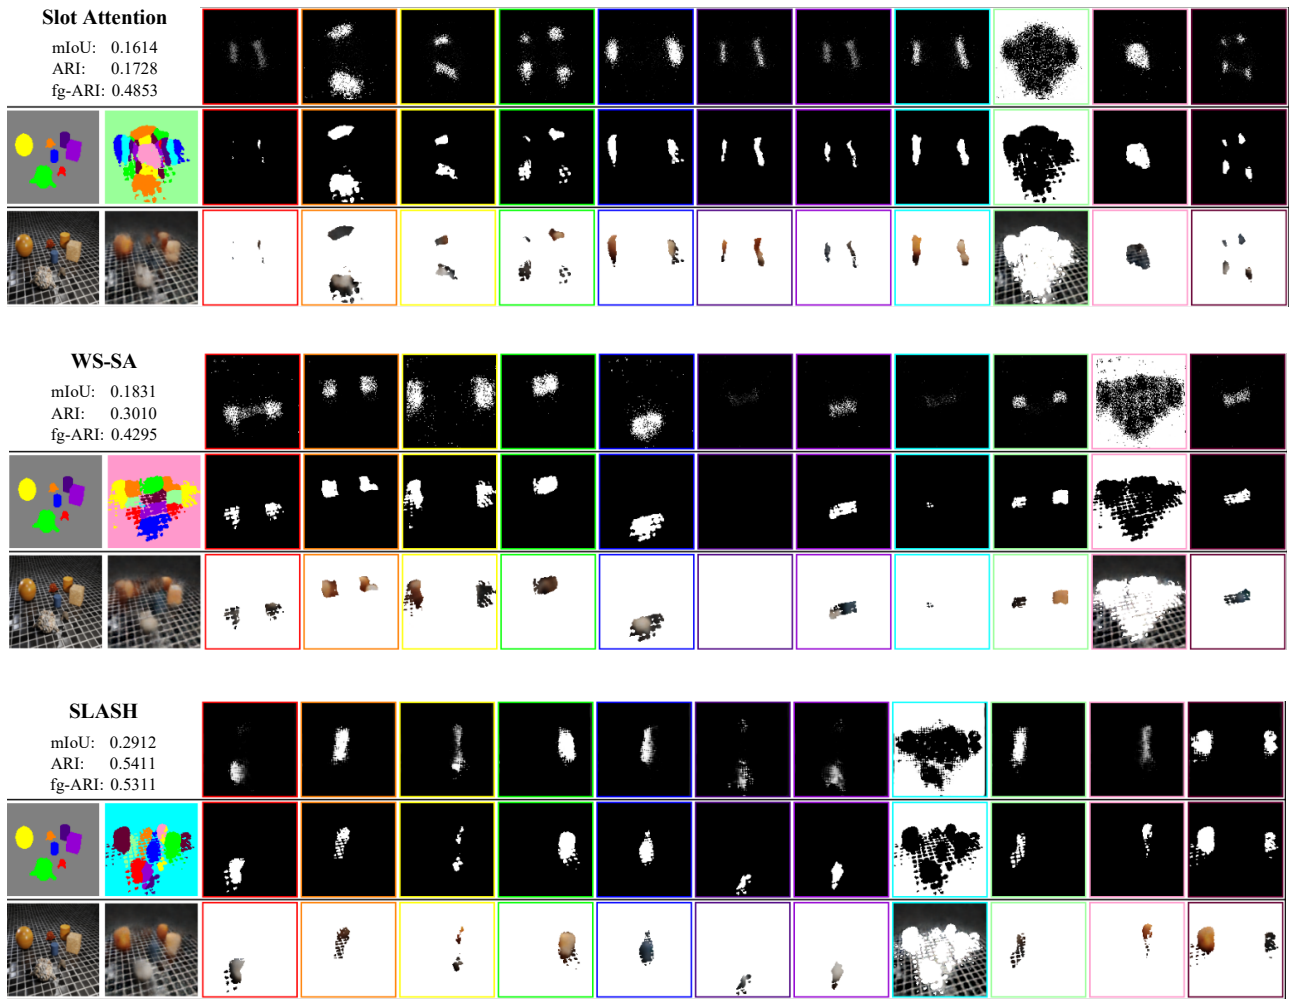 Slot Attention
mIoU: 0.1614
ARI: 0.1728
fg-ARI: 0.4853
WS-SA
mIoU: 0.1831
ARI: 0.3010
fg-ARI: 0.4295
SLASH
mIoU: 0.2912
ARI: 0.5411
fg-ARI: 0.5311